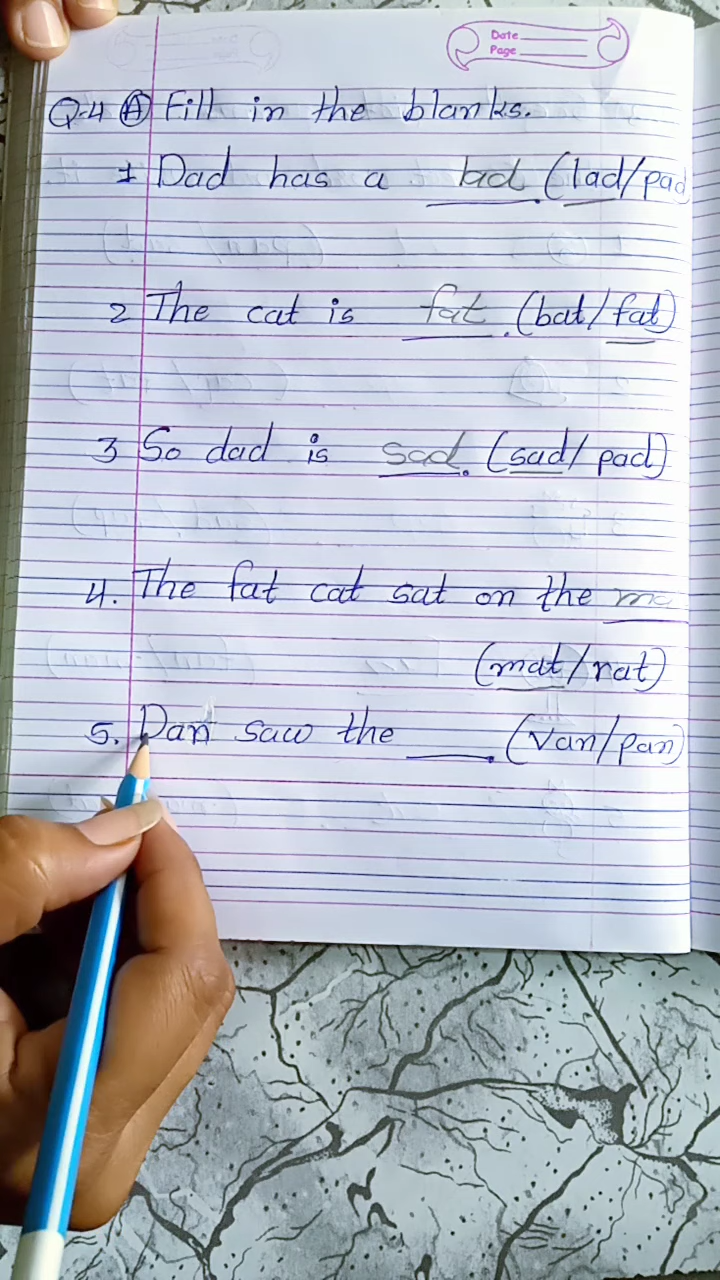 Date
Page
Q-4 (A) Fill in the blanks.
1 Dad has a lad. (lad/pad
2 The cat is fat. (bat/fat)
3 So dad is sad. (sad/pad)
4. The fat cat sat on the ma
(mat/rat)
5. Dan saw the ____. (van/pan)